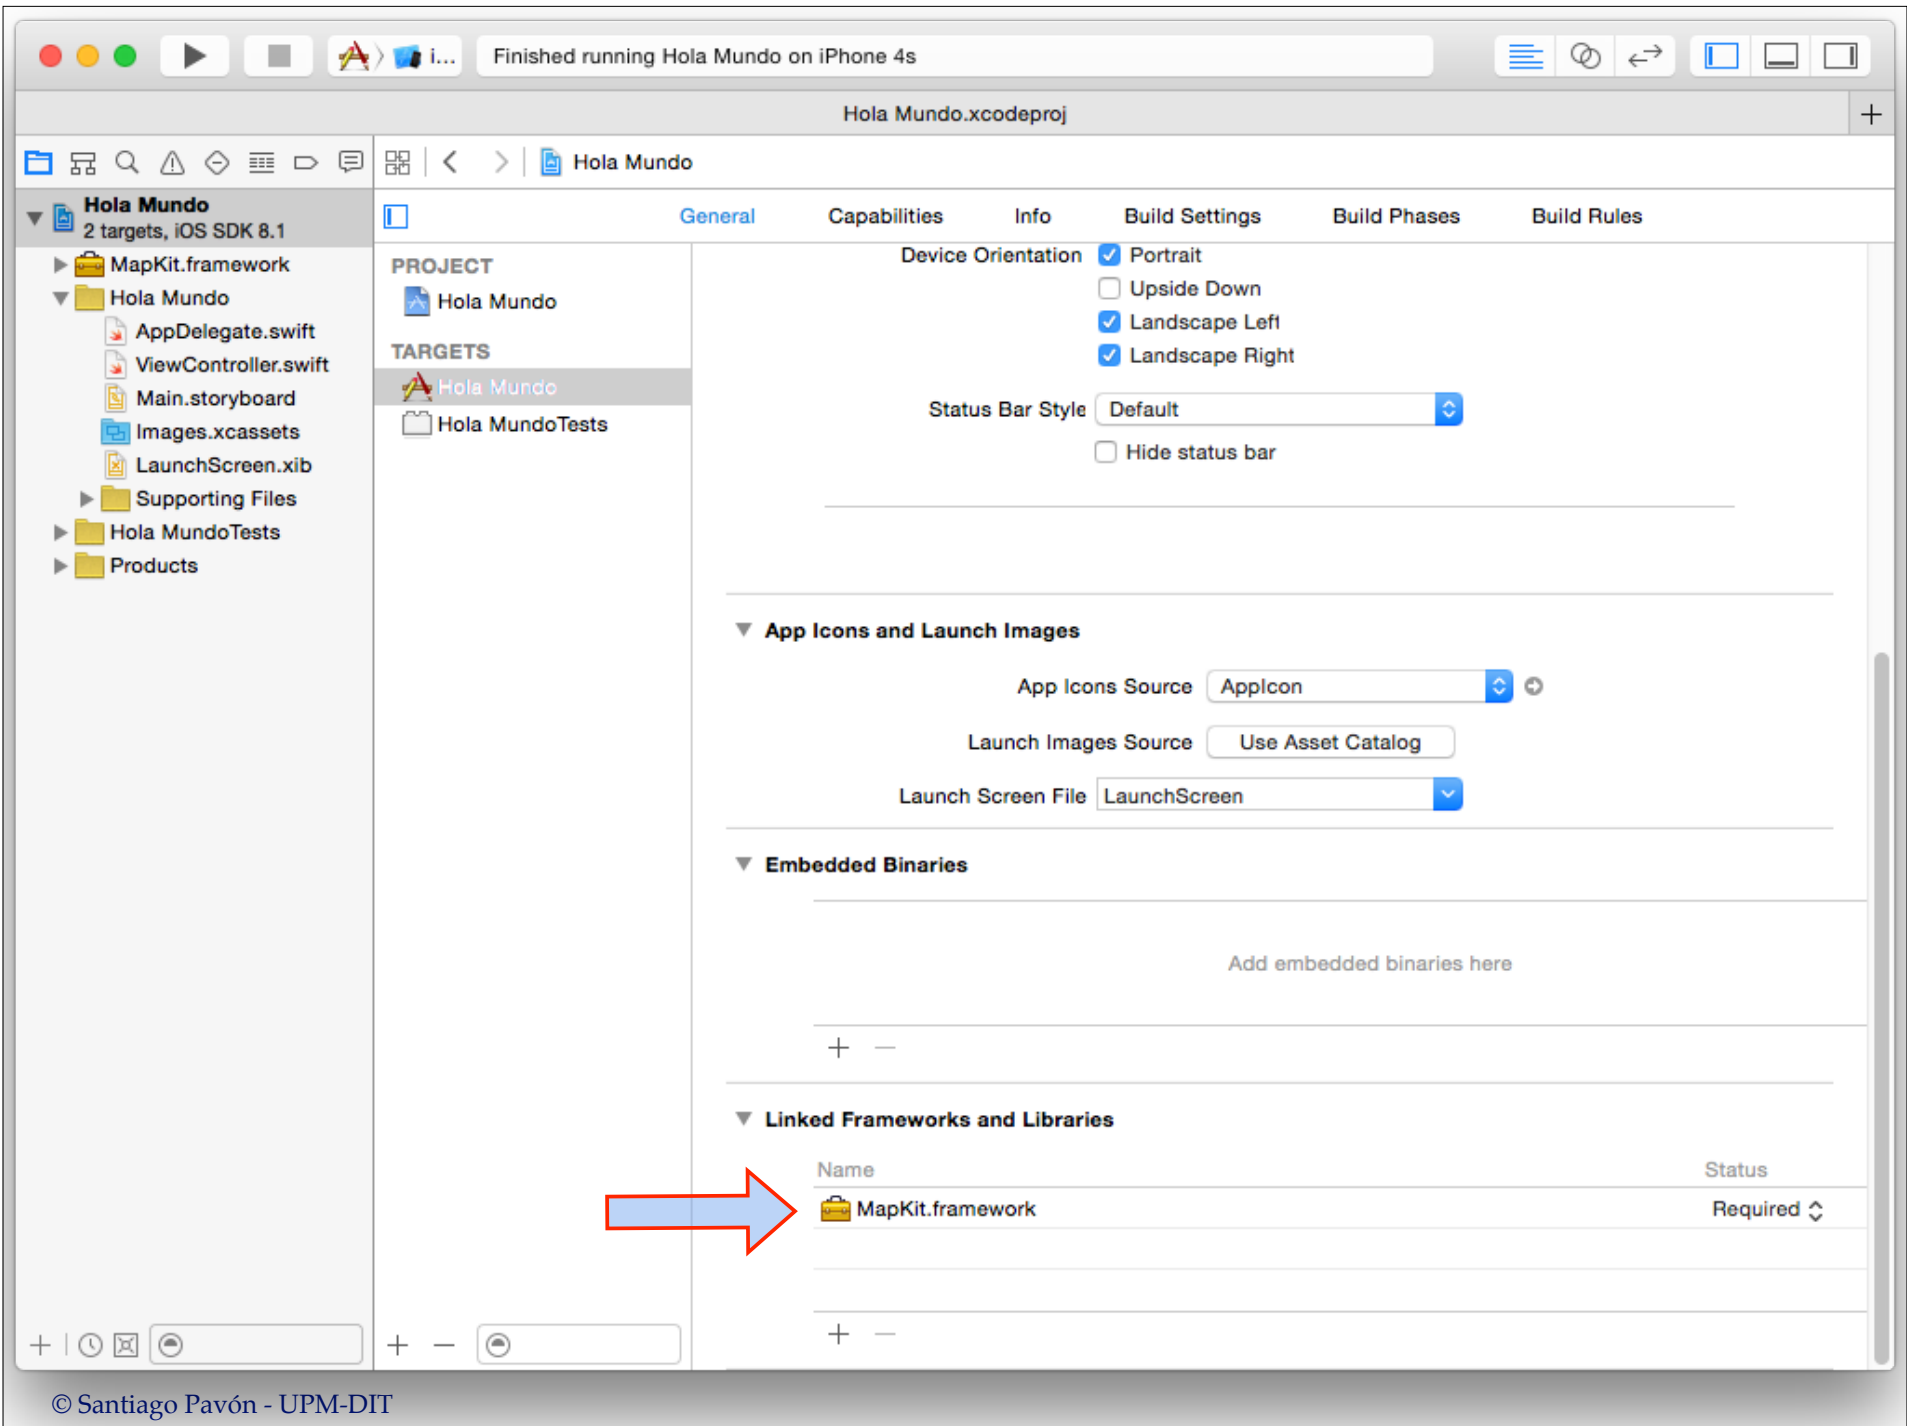 i... Finished running Hola Mundo on iPhone 4s
Hola Mundo.xcodeproj
Hola Mundo
Hola Mundo
2 targets, iOS SDK 8.1
MapKit.framework
Hola Mundo
AppDelegate.swift
ViewController.swift
Main.storyboard
Images.xcassets
LaunchScreen.xib
Supporting Files
Hola MundoTests
Products
General Capabilities Info Build Settings Build Phases Build Rules
PROJECT
Hola Mundo
TARGETS
Hola Mundo
Hola MundoTests
Device Orientation Portrait
Upside Down
Landscape Left
Landscape Right
Status Bar Style Default
Hide status bar
App Icons and Launch Images
App Icons Source AppIcon
Launch Images Source Use Asset Catalog
Launch Screen File LaunchScreen
Embedded Binaries
Add embedded binaries here
Linked Frameworks and Libraries
Name Status
MapKit.framework Required
© Santiago Pavón - UPM-DIT